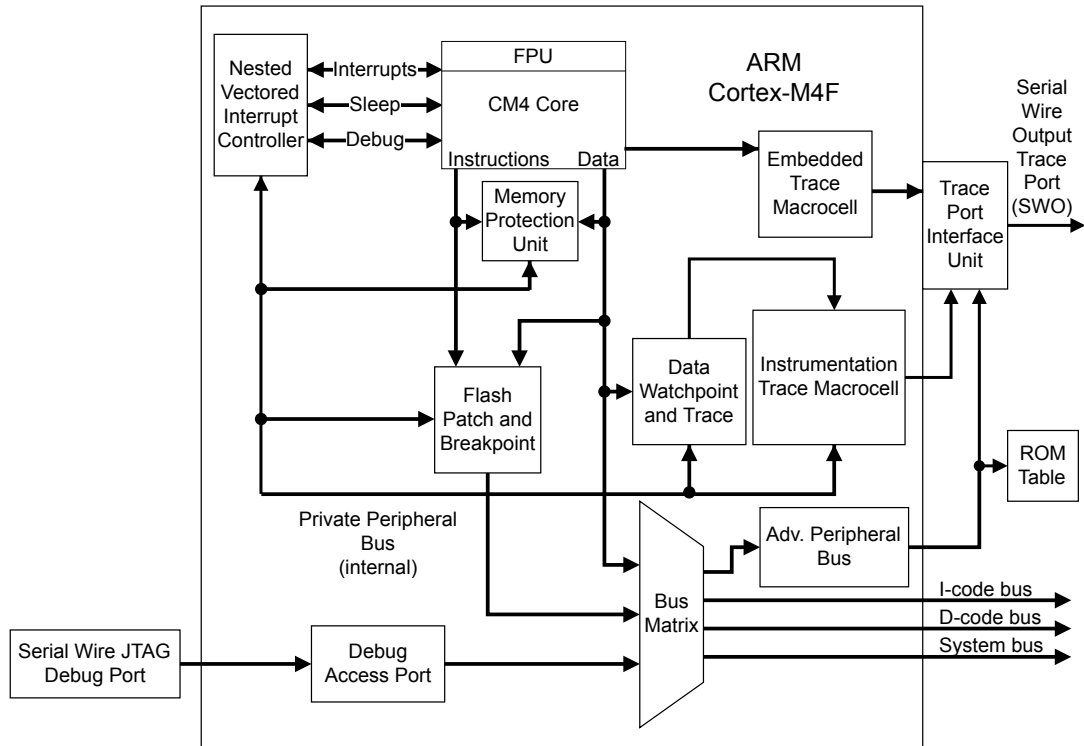 Nested
Vectored
Interrupt
Controller
Interrupts
Sleep
Debug
FPU
CM4 Core
Instructions Data
ARM
Cortex-M4F
Memory
Protection
Unit
Embedded
Trace
Macrocell
Trace
Port
Interface
Unit
Serial
Wire
Output
Trace
Port
(SWO)
Flash
Patch and
Breakpoint
Data
Watchpoint
and Trace
Instrumentation
Trace Macrocell
ROM
Table
Private Peripheral
Bus
(internal)
Bus
Matrix
Adv. Peripheral
Bus
I-code bus
D-code bus
System bus
Serial Wire JTAG
Debug Port
Debug
Access Port